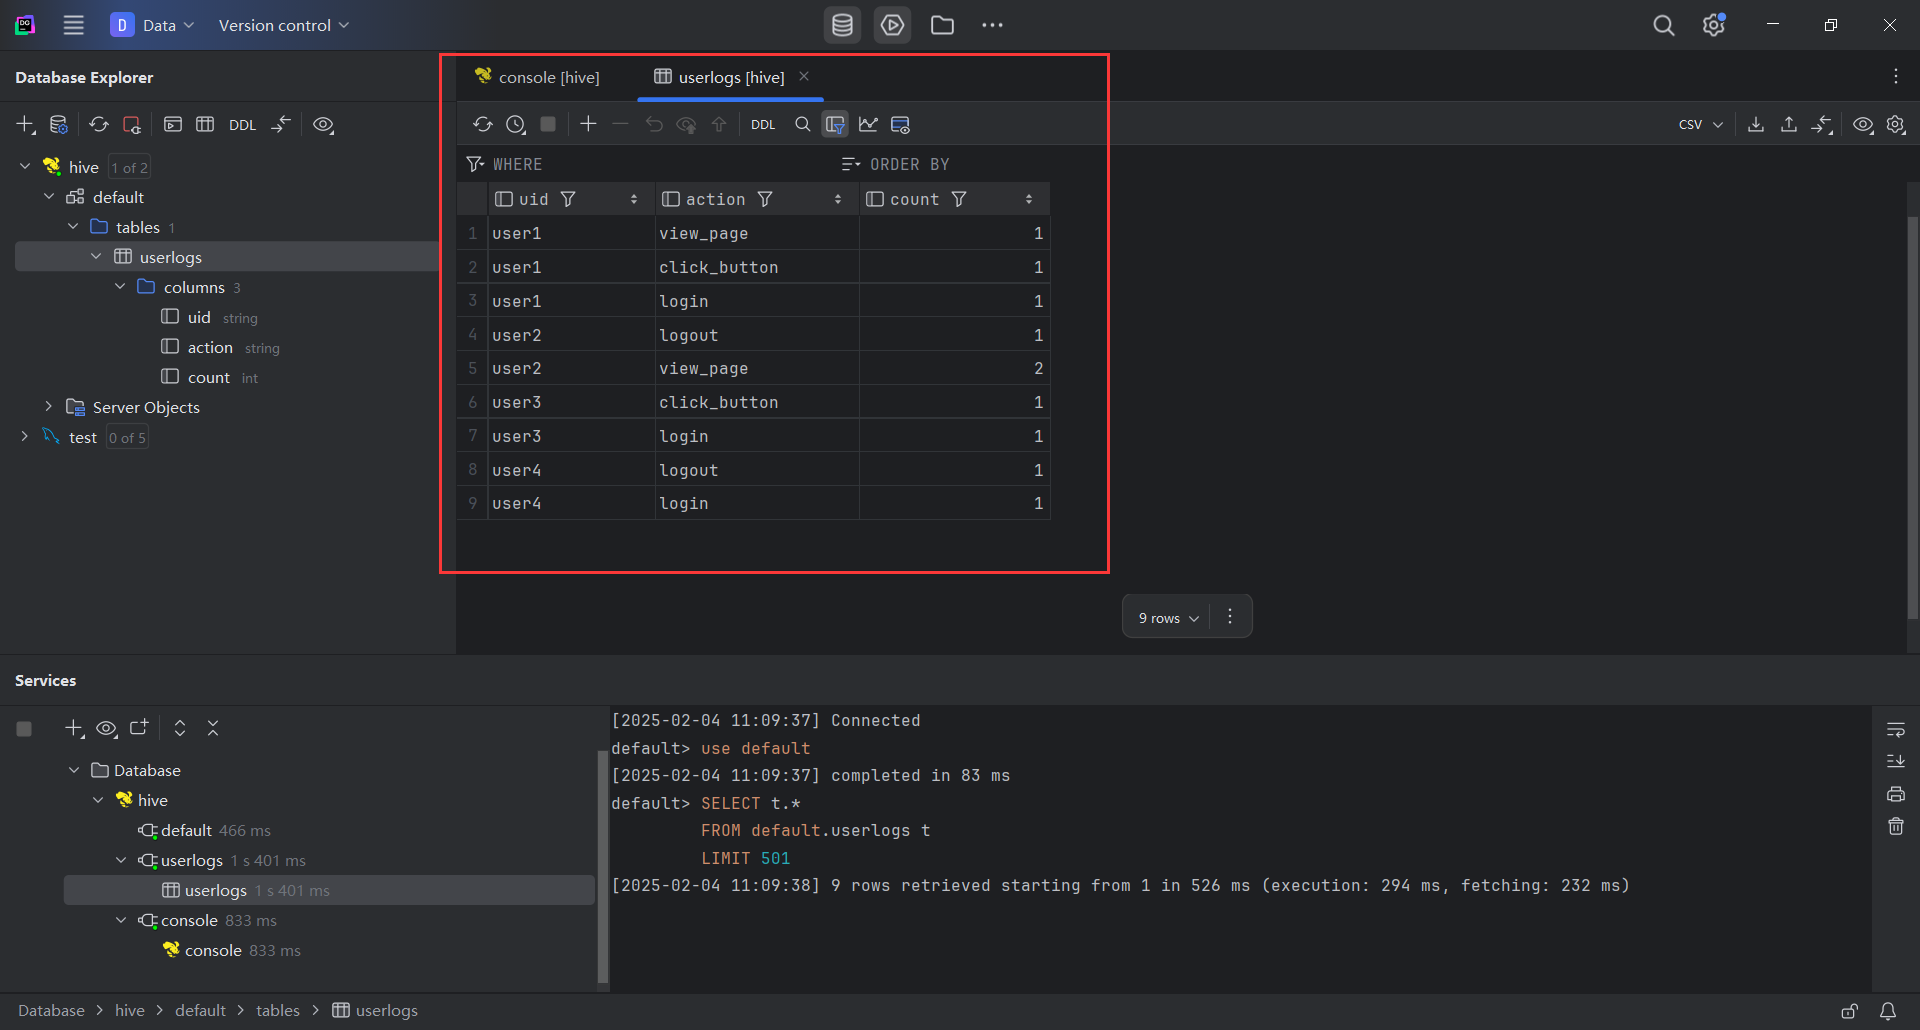 D Data Version control
Database Explorer
console [hive]
userlogs [hive]
DDL
DDL
CSV
hive 1 of 2
default
tables 1
userlogs
columns 3
uid string
action string
count int
Server Objects
test 0 of 5
WHERE ORDER BY
uid action count
1 user1 view_page 1
2 user1 click_button 1
3 user1 login 1
4 user2 logout 1
5 user2 view_page 2
6 user3 click_button 1
7 user3 login 1
8 user4 logout 1
9 user4 login 1
9 rows
Services
Database
hive
default 466 ms
userlogs 1 s 401 ms
userlogs 1 s 401 ms
console 833 ms
console 833 ms
[2025-02-04 11:09:37] Connected
default> use default
[2025-02-04 11:09:37] completed in 83 ms
default> SELECT t.*
FROM default.userlogs t
LIMIT 501
[2025-02-04 11:09:38] 9 rows retrieved starting from 1 in 526 ms (execution: 294 ms, fetching: 232 ms)
Database > hive > default > tables > userlogs